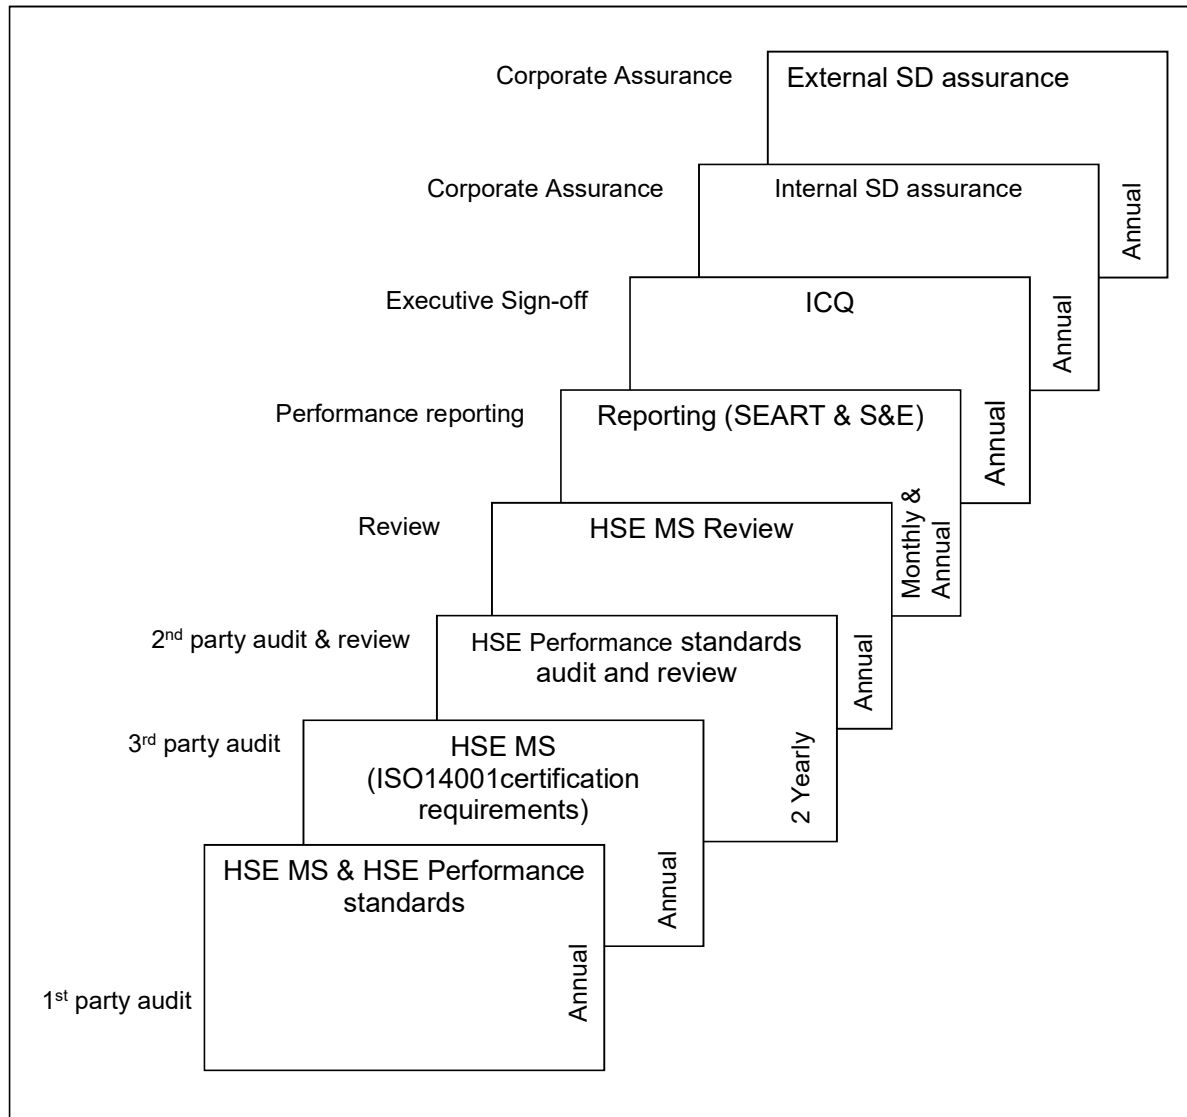 Corporate Assurance
External SD assurance
Annual
Corporate Assurance
Internal SD assurance
Annual
Executive Sign-off
ICQ
Annual
Performance reporting
Reporting (SEART & S&E)
Monthly &
Annual
Review
HSE MS Review
Annual
2nd party audit & review
HSE Performance standards
audit and review
2 Yearly
3rd party audit
HSE MS
(ISO14001certification
requirements)
Annual
HSE MS & HSE Performance
standards
Annual
1st party audit